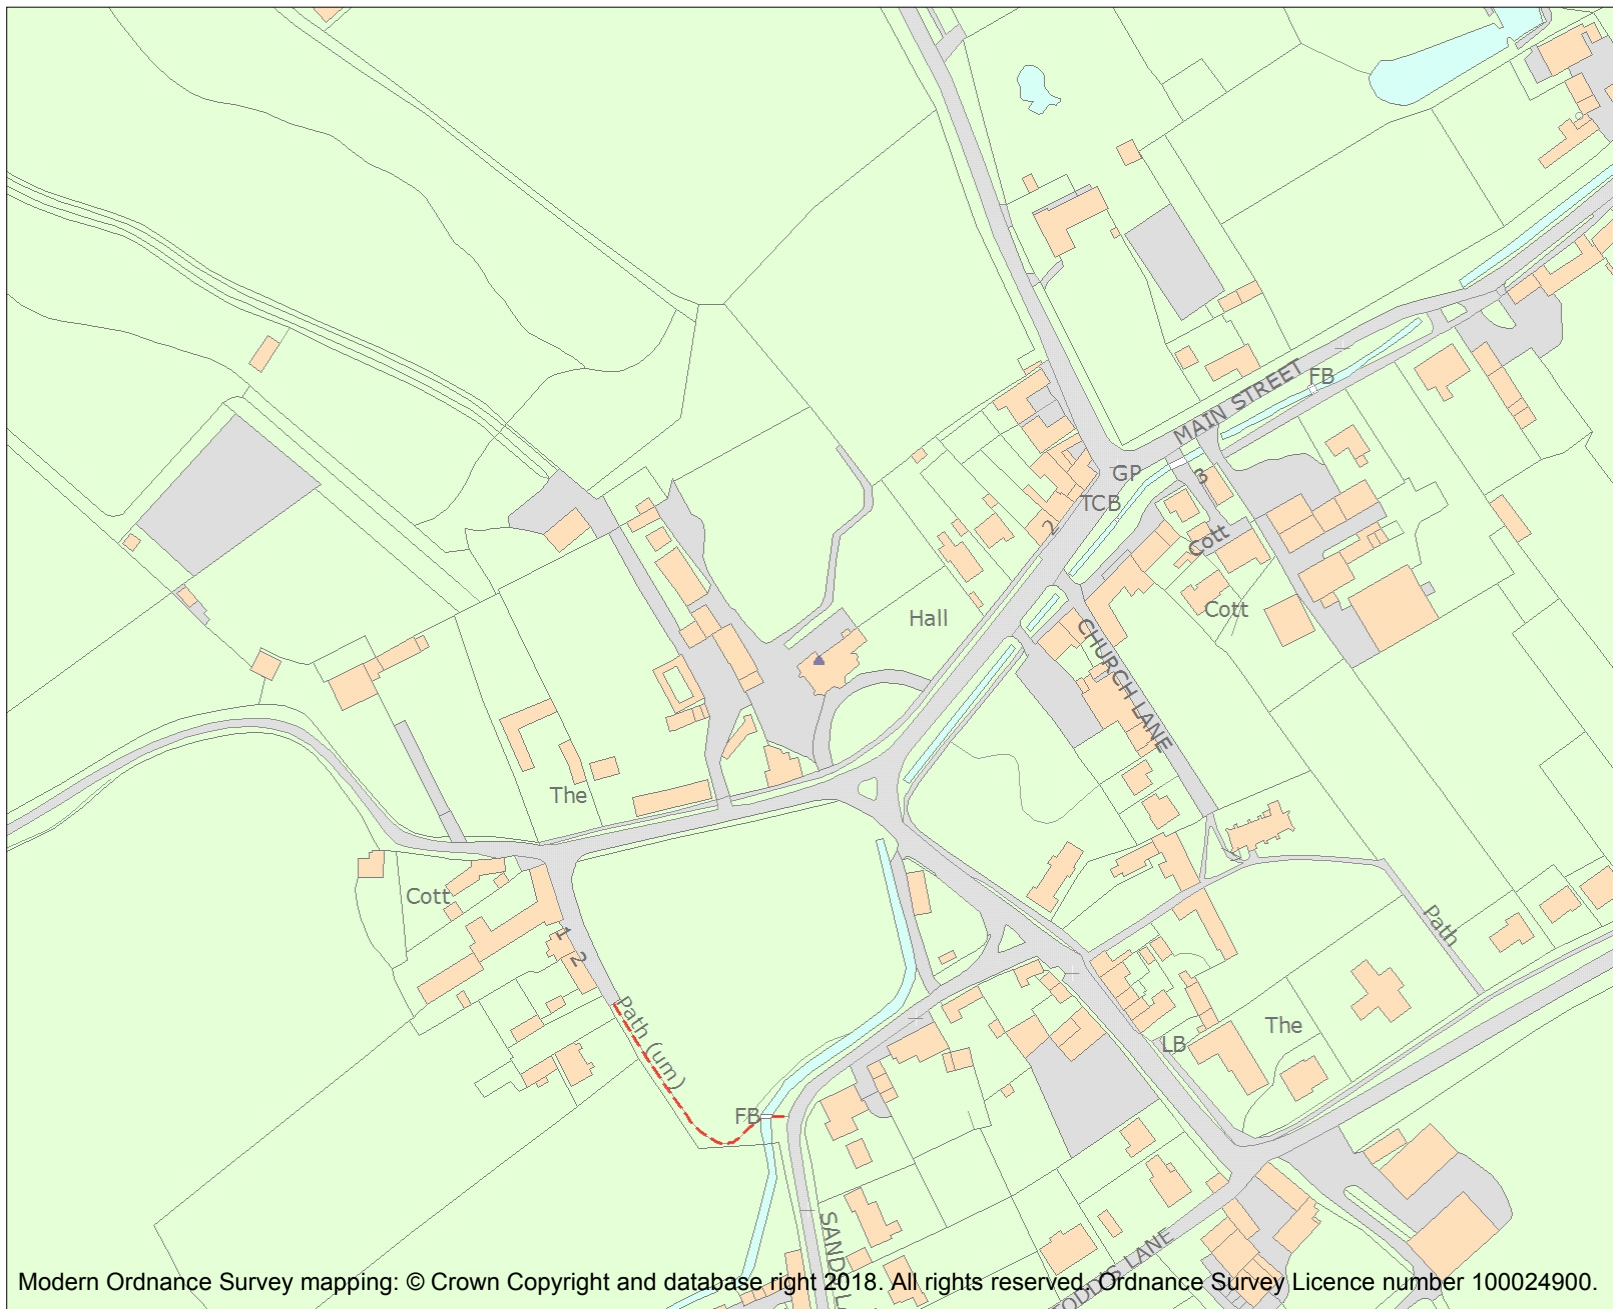 FB
MAIN STREET
GP
3
TCB
2
Cott
Cott
Hall
CHURCH LANE
The
Cott
1
2
Path
Path (um)
The
LB
FB
SAND
LANE
Modern Ordnance Survey mapping: © Crown Copyright and database right 2018. All rights reserved. Ordnance Survey Licence number 100024900.